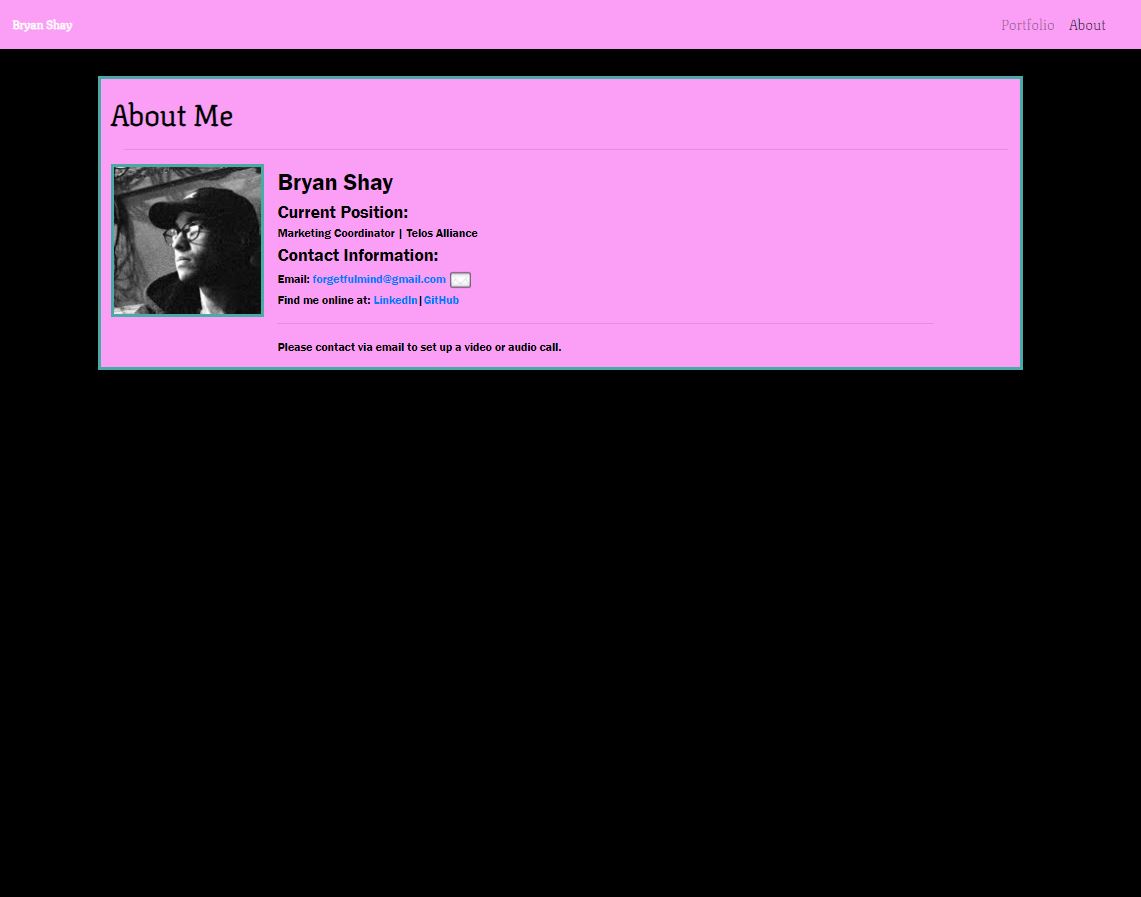 Bryan Shay
Portfolio About
About Me
Bryan Shay
Current Position:
Marketing Coordinator | Telos Alliance
Contact Information:
Email: forgetfulmind@gmail.com
Find me online at: LinkedIn|GitHub
Please contact via email to set up a video or audio call.